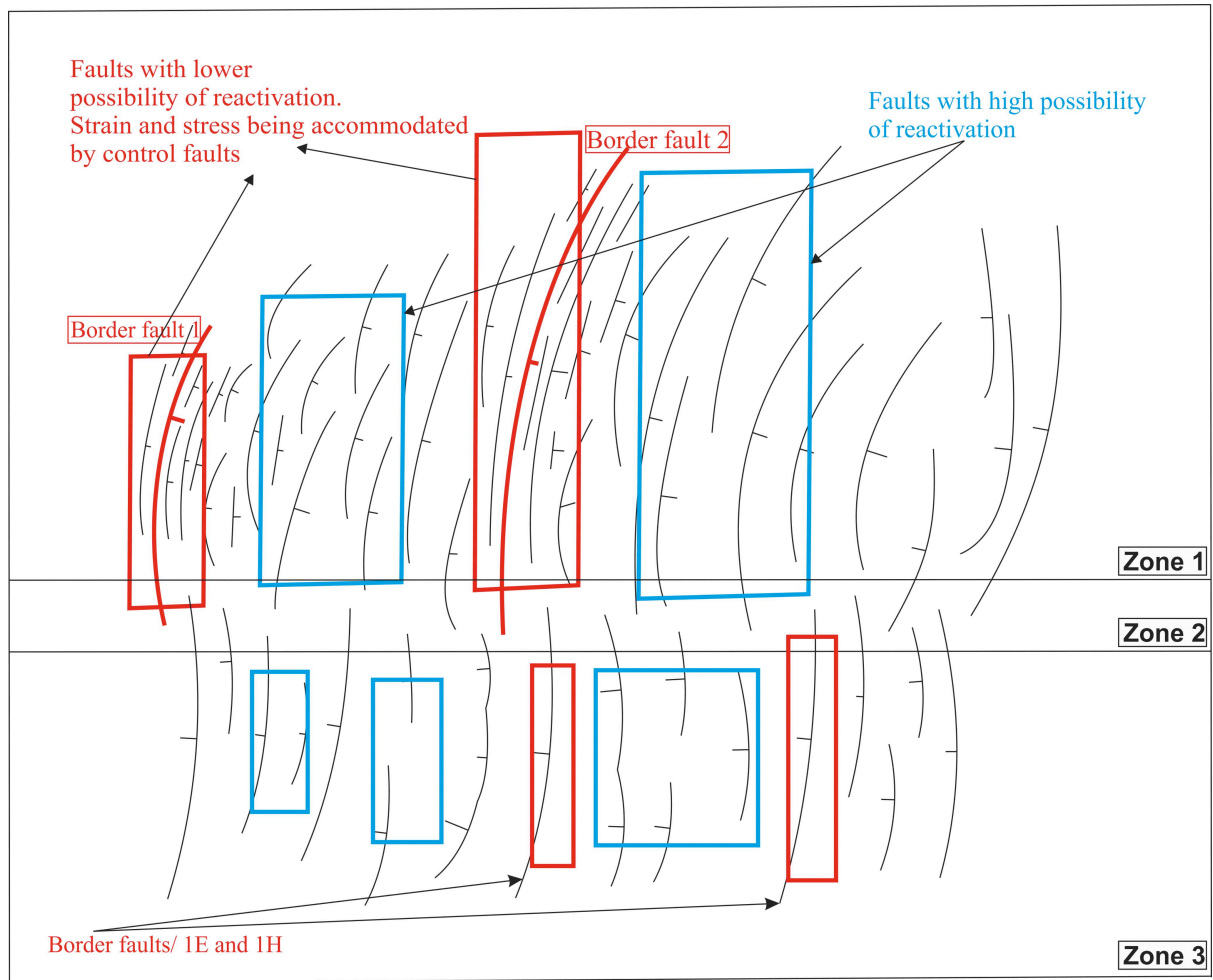 Faults with lower
possibility of reactivation.
Strain and stress being accommodated
by control faults
Faults with high possibility
of reactivation
Border fault 2
Border fault 1
Zone 1
Zone 2
Border faults/ 1E and 1H
Zone 3